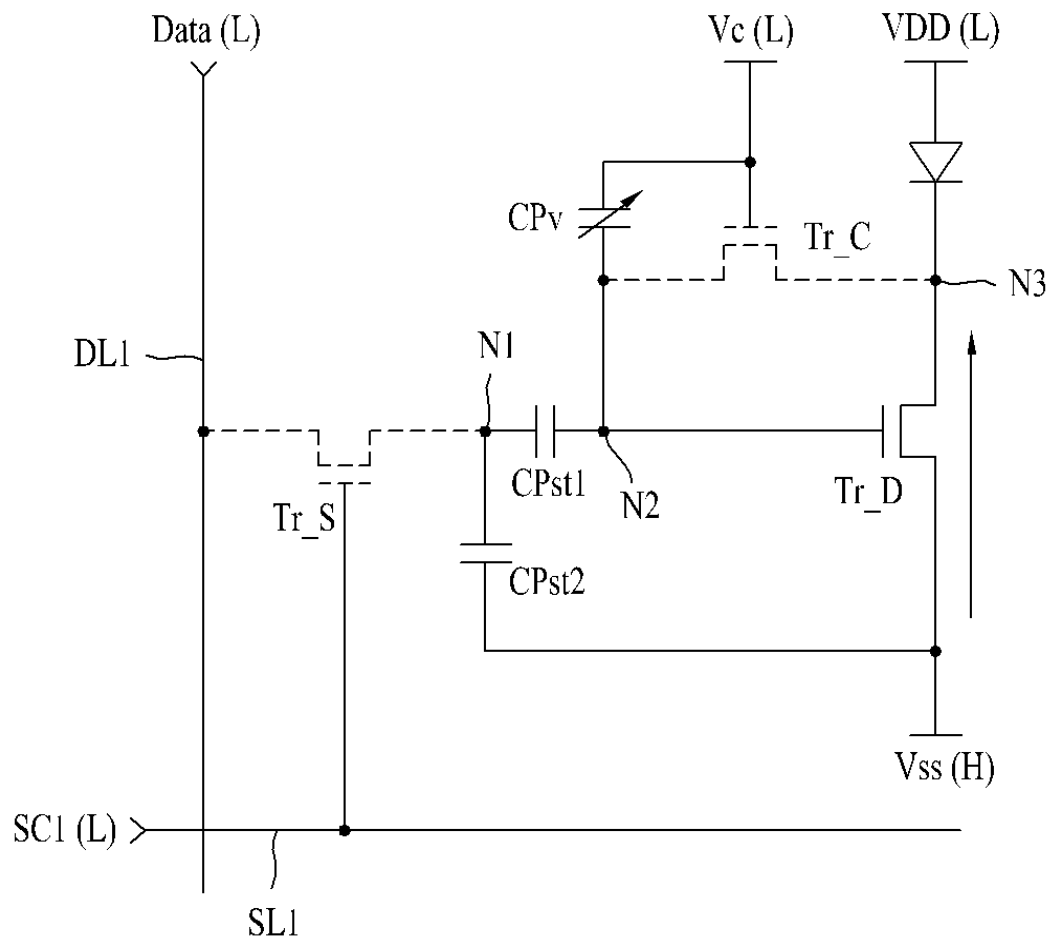 Data (L)
Vc (L)
VDD (L)
CPv
Tr_C
N3
DL1
N1
CPst1
N2
Tr_D
Tr_S
CPst2
Vss (H)
SC1 (L)
SL1